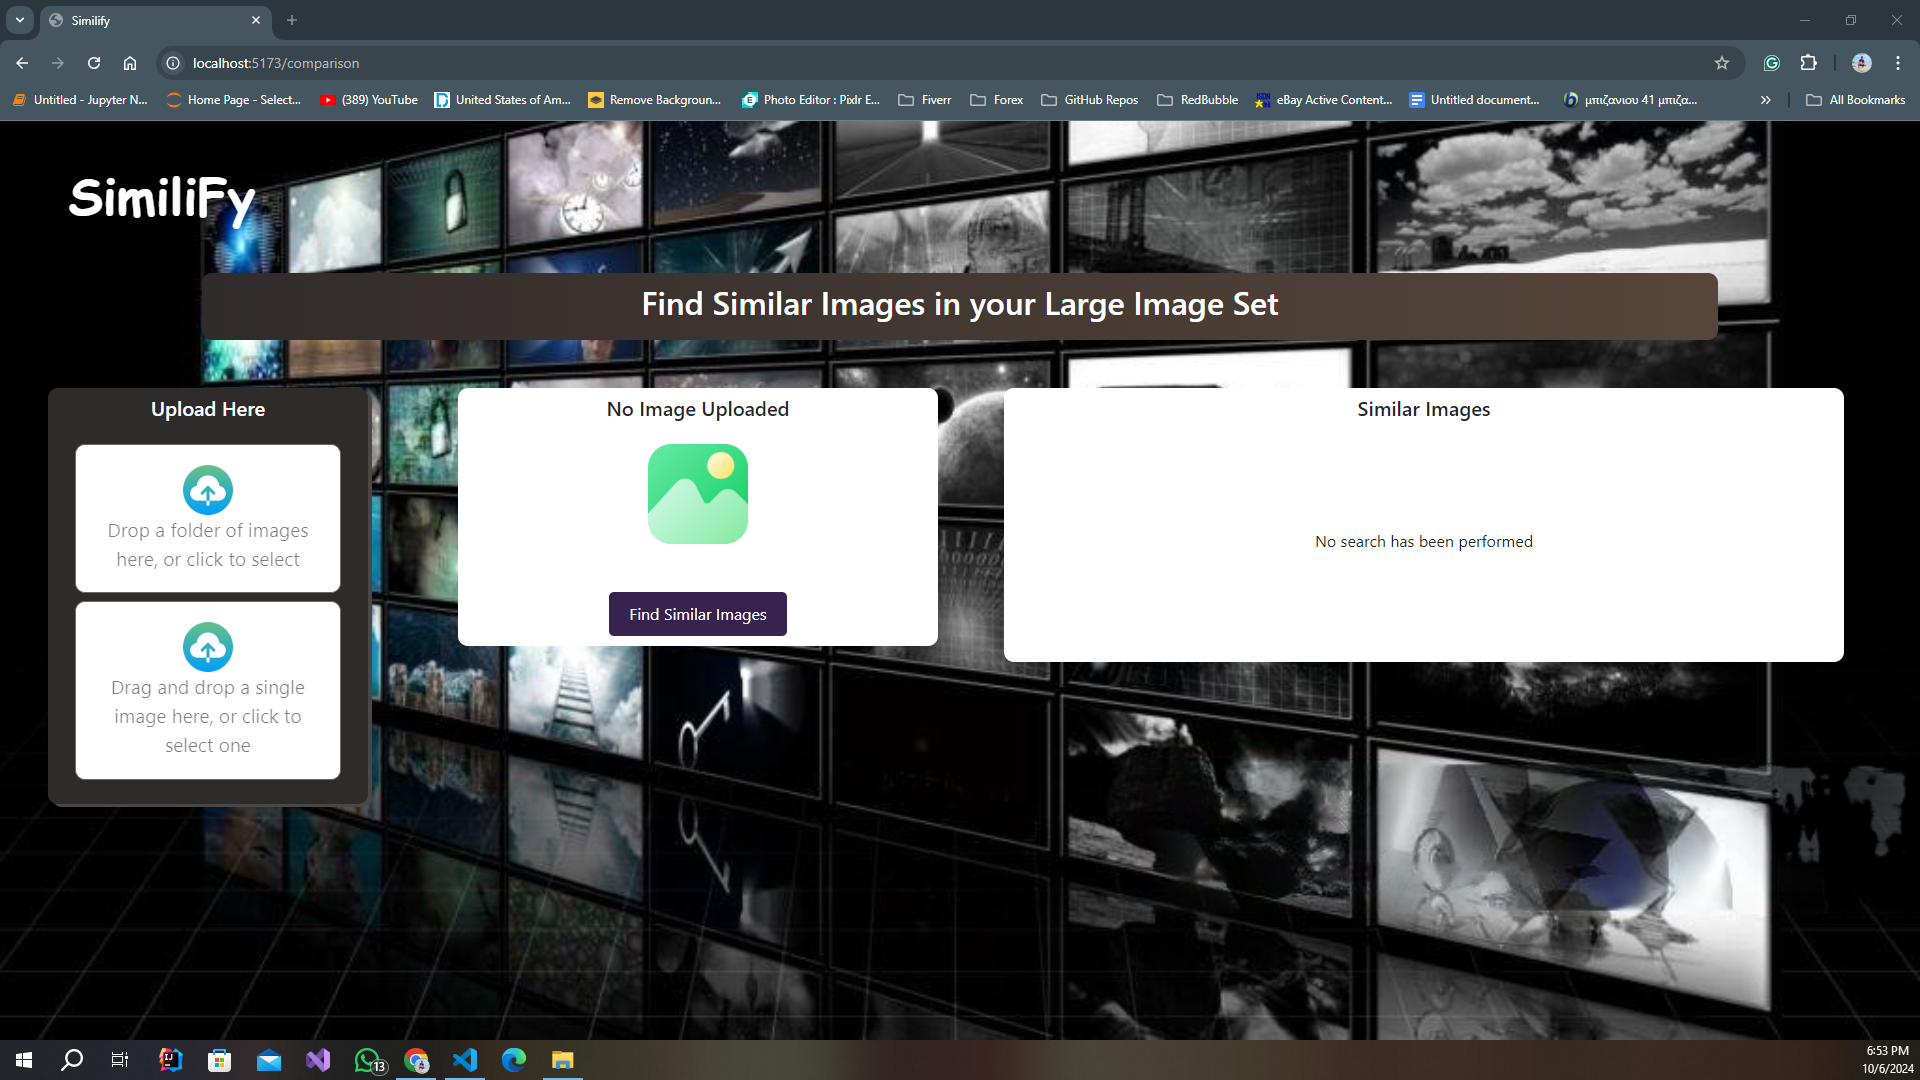 Similify
localhost:5173/comparison
Untitled - Jupyter N...
Home Page - Select...
(389) YouTube
United States of Am...
Remove Backgroun...
Photo Editor : Pixlr E...
Fiverr
Forex
GitHub Repos
RedBubble
eBay Active Content...
Untitled document...
μπιζανιου 41 μπιζα...
All Bookmarks
SimiliFy
Find Similar Images in your Large Image Set
Upload Here
Drop a folder of images
here, or click to select
Drag and drop a single
image here, or click to
select one
No Image Uploaded
Find Similar Images
Similar Images
No search has been performed
13
6:53 PM
10/6/2024